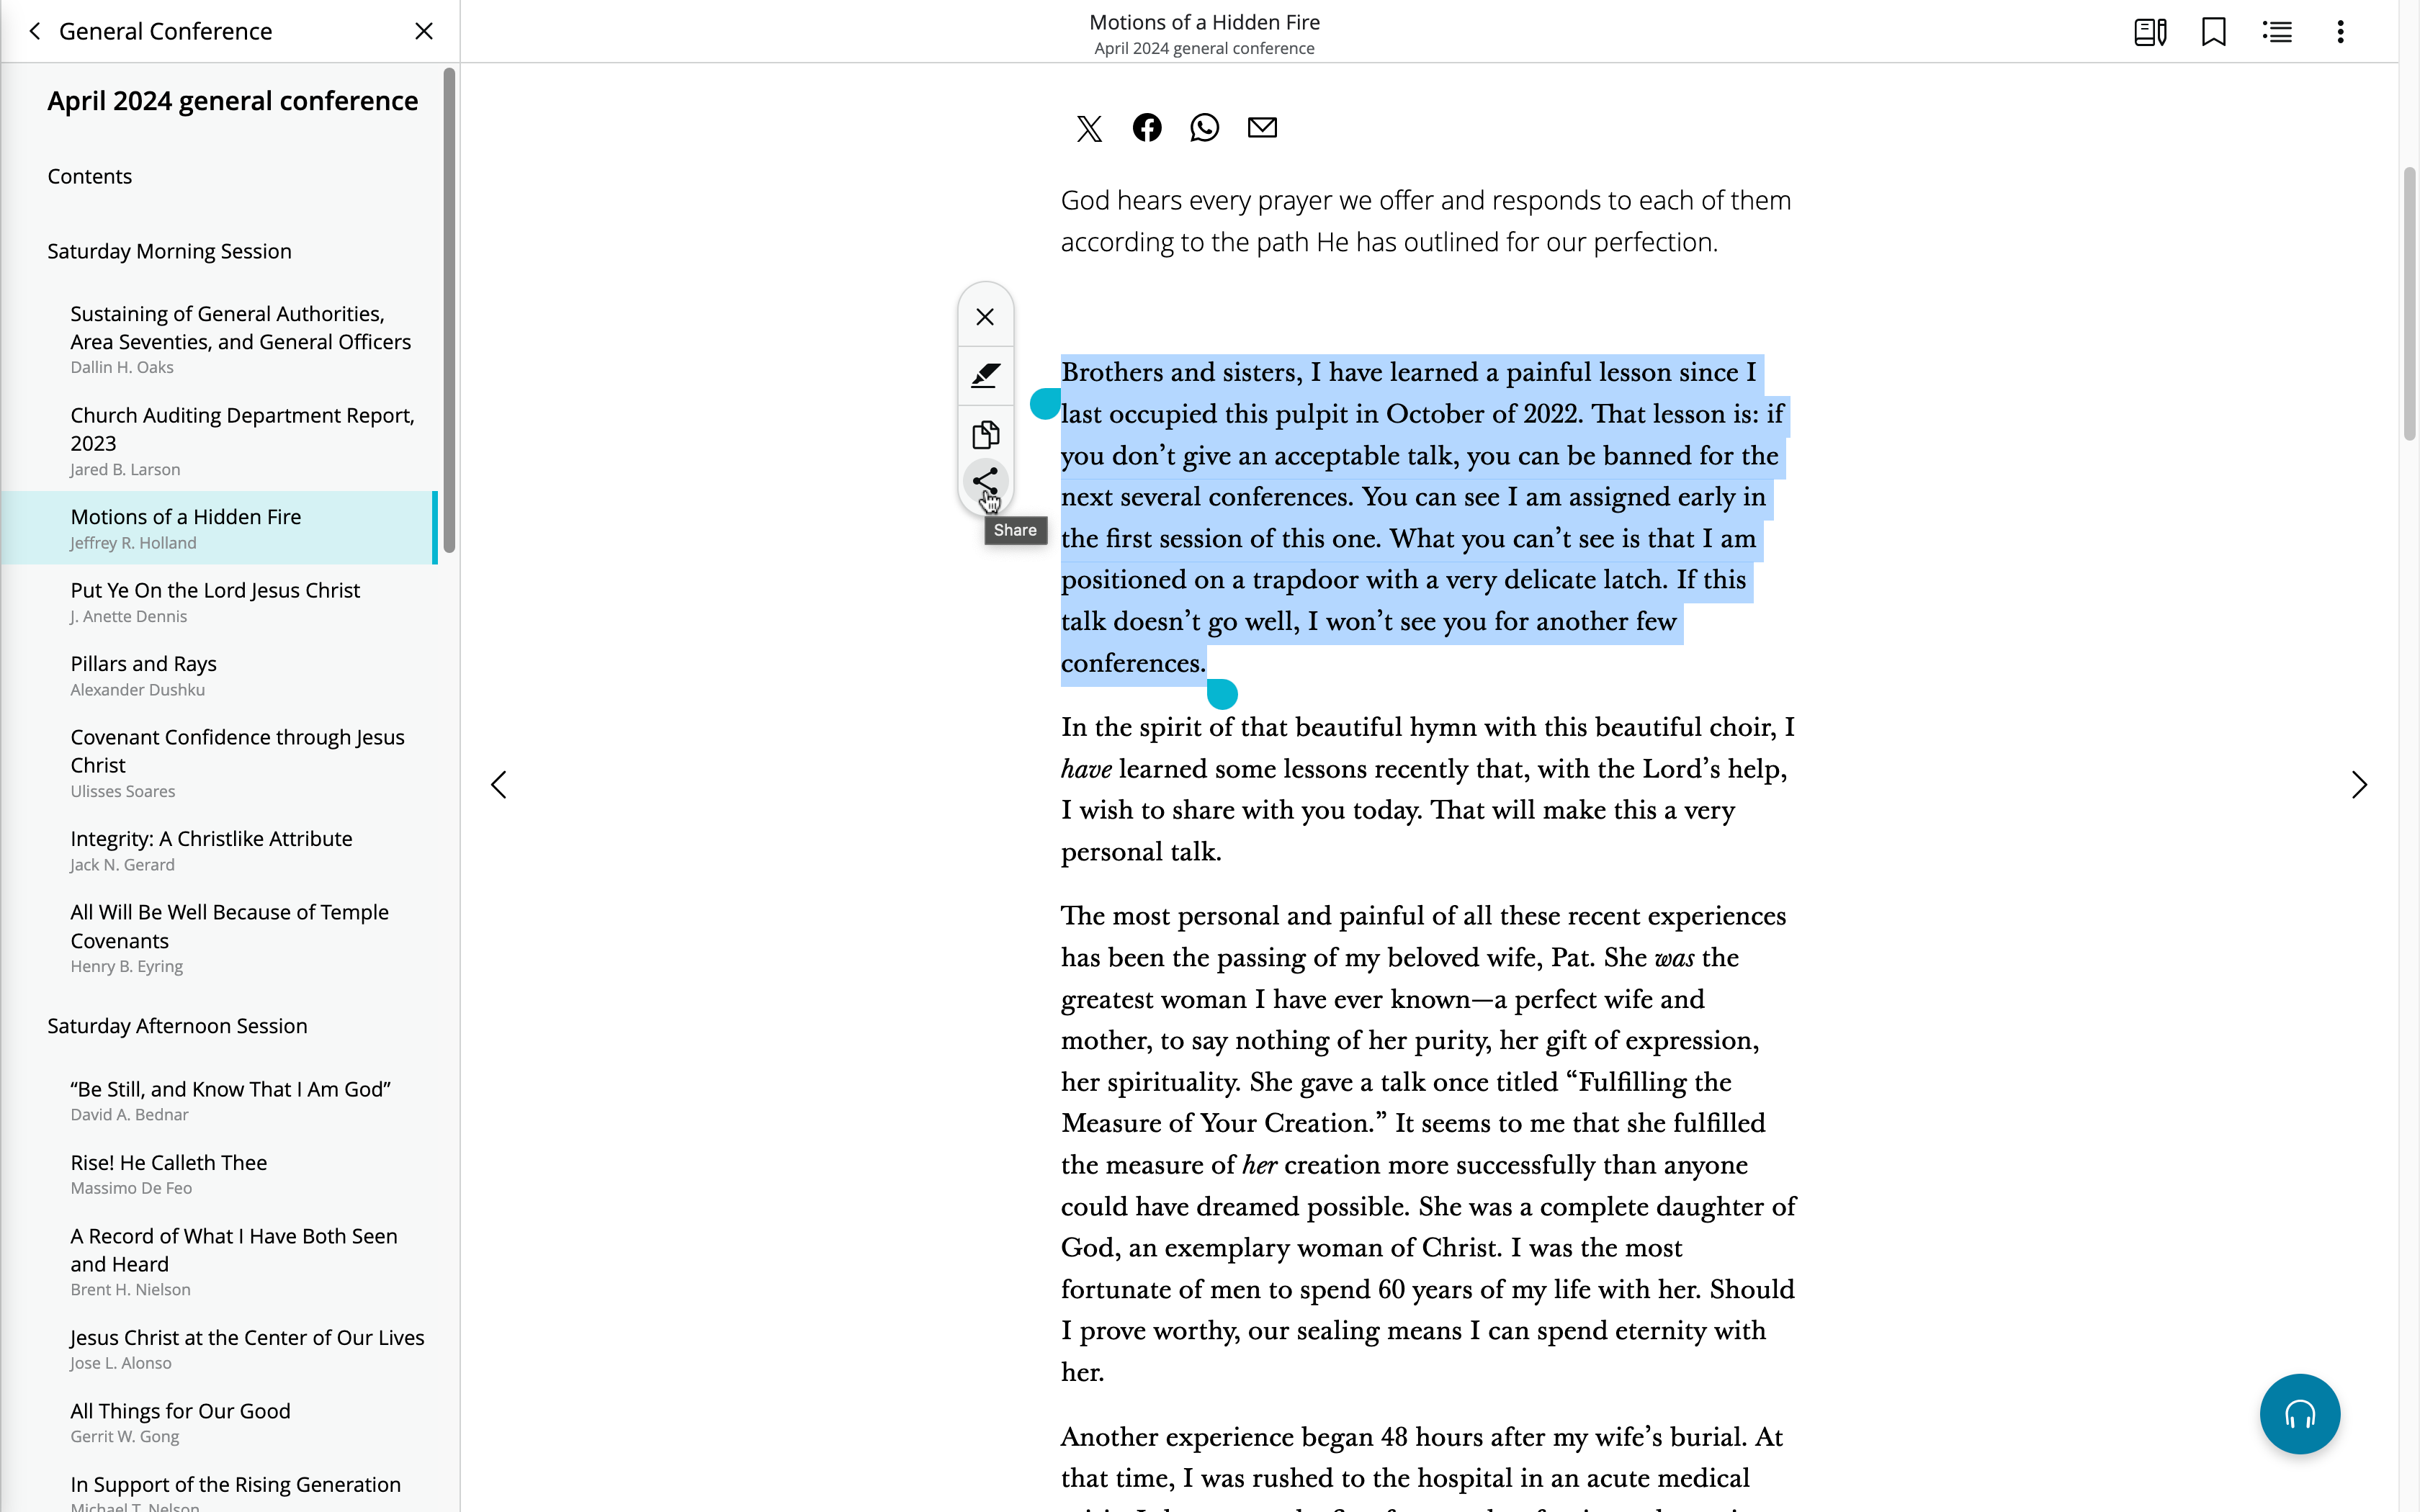 General Conference
April 2024 general conference
Contents
Saturday Morning Session
Sustaining of General Authorities,
Area Seventies, and General Officers
Dallin H. Oaks
Church Auditing Department Report,
2023
Jared B. Larson
Motions of a Hidden Fire
Jeffrey R. Holland
Put Ye On the Lord Jesus Christ
J. Anette Dennis
Pillars and Rays
Alexander Dushku
Covenant Confidence through Jesus
Christ
Ulisses Soares
Integrity: A Christlike Attribute
Jack N. Gerard
All Will Be Well Because of Temple
Covenants
Henry B. Eyring
Saturday Afternoon Session
“Be Still, and Know That I Am God”
David A. Bednar
Rise! He Calleth Thee
Massimo De Feo
A Record of What I Have Both Seen
and Heard
Brent H. Nielson
Jesus Christ at the Center of Our Lives
Jose L. Alonso
All Things for Our Good
Gerrit W. Gong
In Support of the Rising Generation
Michael T. Nelson
Motions of a Hidden Fire
April 2024 general conference
God hears every prayer we offer and responds to each of them
according to the path He has outlined for our perfection.
Share
Brothers and sisters, I have learned a painful lesson since I
last occupied this pulpit in October of 2022. That lesson is: if
you don’t give an acceptable talk, you can be banned for the
next several conferences. You can see I am assigned early in
the first session of this one. What you can’t see is that I am
positioned on a trapdoor with a very delicate latch. If this
talk doesn’t go well, I won’t see you for another few
conferences.
In the spirit of that beautiful hymn with this beautiful choir, I
have learned some lessons recently that, with the Lord’s help,
I wish to share with you today. That will make this a very
personal talk.
The most personal and painful of all these recent experiences
has been the passing of my beloved wife, Pat. She was the
greatest woman I have ever known—a perfect wife and
mother, to say nothing of her purity, her gift of expression,
her spirituality. She gave a talk once titled “Fulfilling the
Measure of Your Creation.” It seems to me that she fulfilled
the measure of her creation more successfully than anyone
could have dreamed possible. She was a complete daughter of
God, an exemplary woman of Christ. I was the most
fortunate of men to spend 60 years of my life with her. Should
I prove worthy, our sealing means I can spend eternity with
her.
Another experience began 48 hours after my wife’s burial. At
that time, I was rushed to the hospital in an acute medical